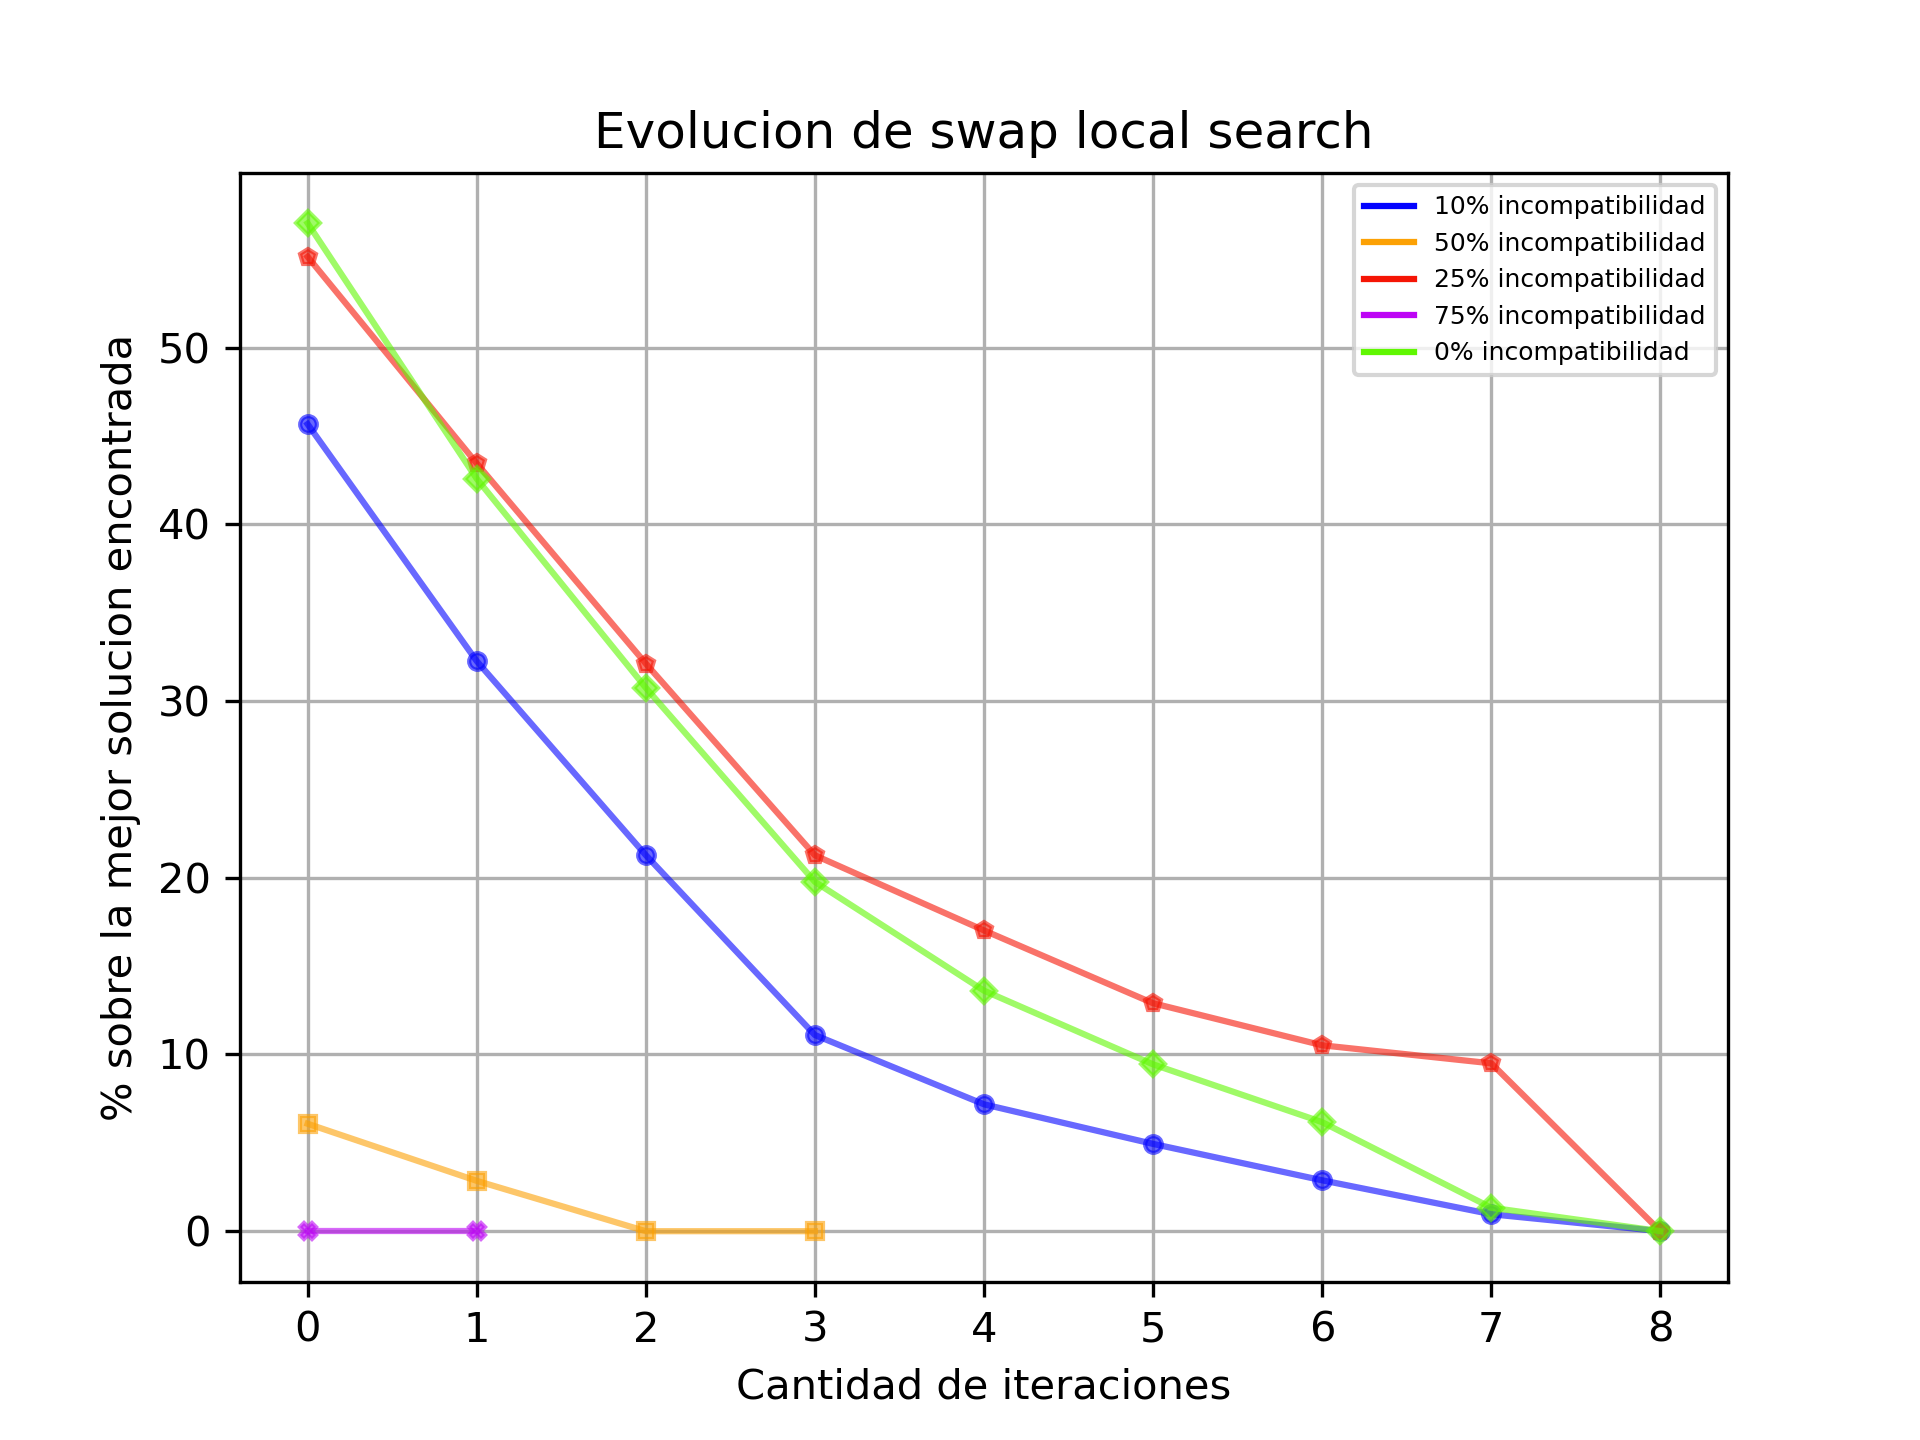 Evolucion de swap local search
10% incompatibilidad
50% incompatibilidad
25% incompatibilidad
75% incompatibilidad
0% incompatibilidad
% sobre la mejor solucion encontrada
50
40
30
20
10
0
0 1 2 3 4 5 6 7 8
Cantidad de iteraciones